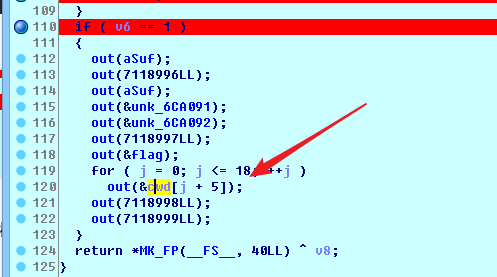 109 }
110 if ( v6 == 1 )
111 {
112 out(aSuf);
113 out(7118996LL);
114 out(aSuf);
115 out(&unk_6CA091);
116 out(&unk_6CA092);
117 out(7118997LL);
118 out(&flag);
119 for ( j = 0; j <= 18; ++j )
120 out(&cwd[j + 5]);
121 out(7118998LL);
122 out(7118999LL);
123 }
124 return *MK_FP(__FS__, 40LL) ^ v8;
125 }